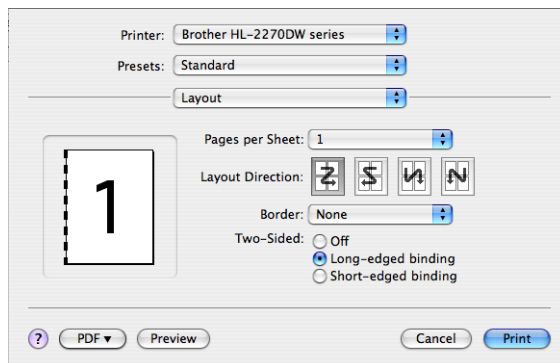 Printer: Brother HL-2270DW series
Presets: Standard
Layout
Pages per Sheet: 1
Layout Direction:
Border: None
Two-Sided: Off
Long-edged binding
Short-edged binding
1
? PDF▼ Preview Cancel Print